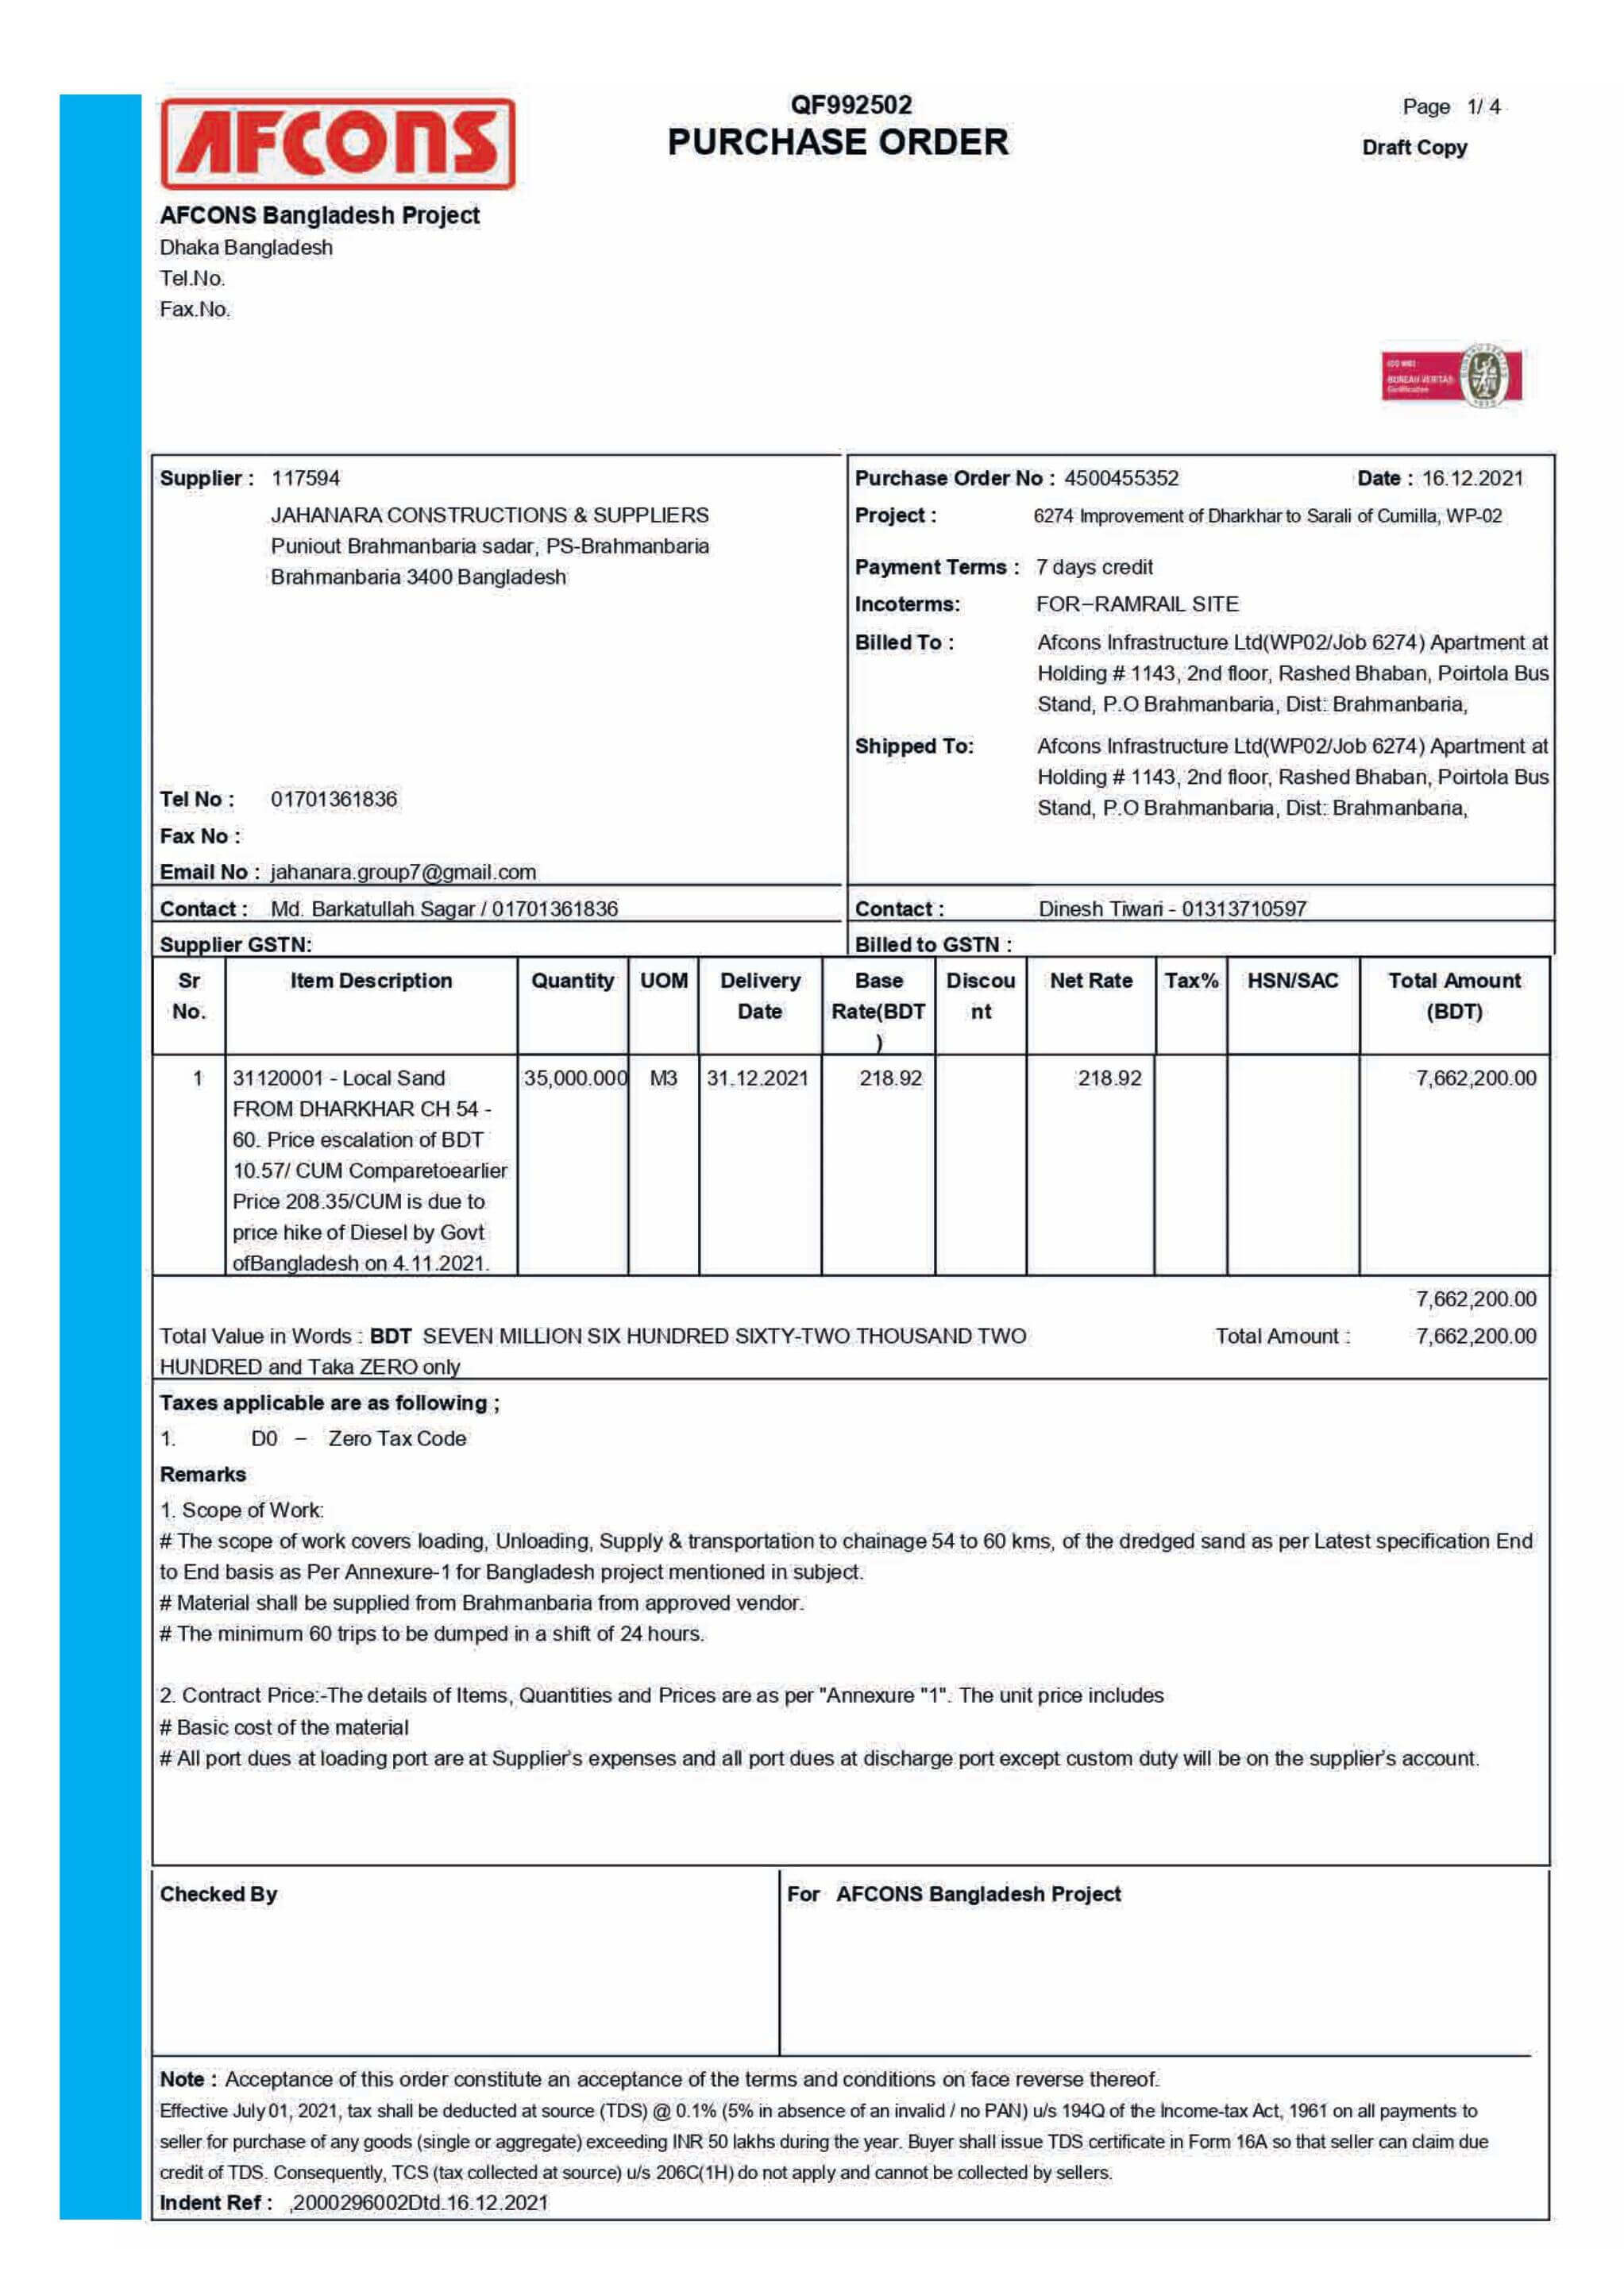 AFCONS
QF992502
PURCHASE ORDER
Page 1/ 4
Draft Copy
AFCONS Bangladesh Project
Dhaka Bangladesh
Tel.No.
Fax.No.
ISO 9001
BUREAU VERITAS
Certification
Supplier : 117594
JAHANARA CONSTRUCTIONS & SUPPLIERS
Puniout Brahmanbaria sadar, PS-Brahmanbaria
Brahmanbaria 3400 Bangladesh
Tel No : 01701361836
Fax No :
Email No : jahanara.group7@gmail.com
Contact : Md. Barkatullah Sagar / 01701361836
Supplier GSTN:
Purchase Order No : 4500455352 Date : 16.12.2021
Project : 6274 Improvement of Dharkhar to Sarali of Cumilla, WP-02
Payment Terms : 7 days credit
Incoterms: FOR–RAMRAIL SITE
Billed To : Afcons Infrastructure Ltd(WP02/Job 6274) Apartment at
Holding # 1143, 2nd floor, Rashed Bhaban, Poirtola Bus
Stand, P.O Brahmanbaria, Dist: Brahmanbaria,
Shipped To: Afcons Infrastructure Ltd(WP02/Job 6274) Apartment at
Holding # 1143, 2nd floor, Rashed Bhaban, Poirtola Bus
Stand, P.O Brahmanbaria, Dist: Brahmanbaria,
Contact : Dinesh Tiwari - 01313710597
Billed to GSTN :
Sr Item Description Quantity UOM Delivery Base Discou Net Rate Tax% HSN/SAC Total Amount
No. Date Rate(BDT nt (BDT)
)
1 31120001 - Local Sand 35,000.000 M3 31.12.2021 218.92 218.92 7,662,200.00
FROM DHARKHAR CH 54 -
60. Price escalation of BDT
10.57/ CUM Comparetoearlier
Price 208.35/CUM is due to
price hike of Diesel by Govt
ofBangladesh on 4.11.2021.
7,662,200.00
Total Value in Words : BDT SEVEN MILLION SIX HUNDRED SIXTY-TWO THOUSAND TWO Total Amount : 7,662,200.00
HUNDRED and Taka ZERO only
Taxes applicable are as following ;
1. D0 – Zero Tax Code
Remarks
1. Scope of Work:
# The scope of work covers loading, Unloading, Supply & transportation to chainage 54 to 60 kms, of the dredged sand as per Latest specification End
to End basis as Per Annexure-1 for Bangladesh project mentioned in subject.
# Material shall be supplied from Brahmanbaria from approved vendor.
# The minimum 60 trips to be dumped in a shift of 24 hours.
2. Contract Price:-The details of Items, Quantities and Prices are as per "Annexure "1". The unit price includes
# Basic cost of the material
# All port dues at loading port are at Supplier's expenses and all port dues at discharge port except custom duty will be on the supplier's account.
Checked By
For AFCONS Bangladesh Project
Note : Acceptance of this order constitute an acceptance of the terms and conditions on face reverse thereof.
Effective July 01, 2021, tax shall be deducted at source (TDS) @ 0.1% (5% in absence of an invalid / no PAN) u/s 194Q of the Income-tax Act, 1961 on all payments to
seller for purchase of any goods (single or aggregate) exceeding INR 50 lakhs during the year. Buyer shall issue TDS certificate in Form 16A so that seller can claim due
credit of TDS. Consequently, TCS (tax collected at source) u/s 206C(1H) do not apply and cannot be collected by sellers.
Indent Ref : ,2000296002Dtd.16.12.2021